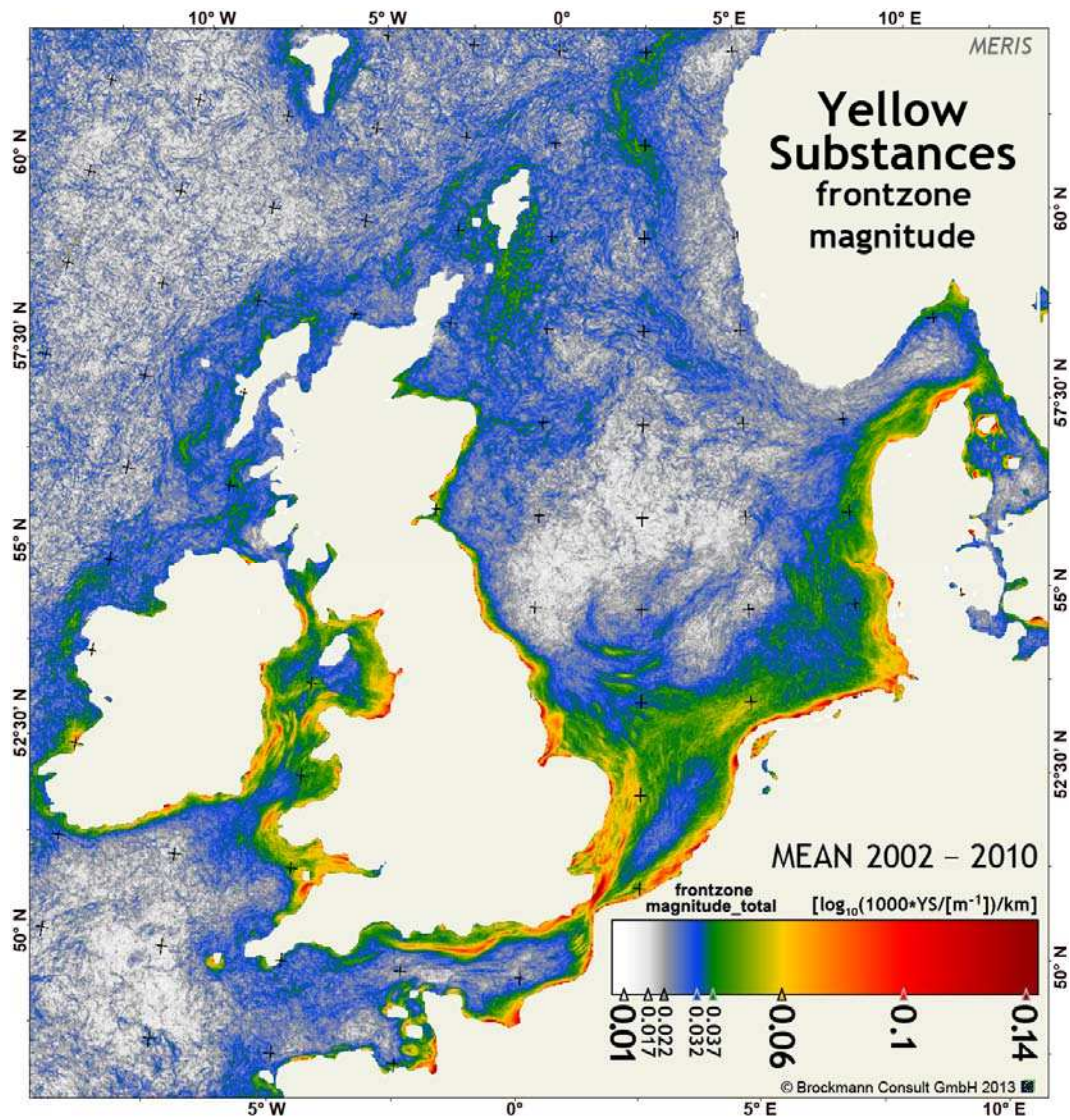 10° W
5° W
0°
5° E
10° E
MERIS
Yellow
Substances
frontzone
magnitude
60° N
60° N
57°30' N
57°30' N
55° N
55° N
52°30' N
52°30' N
50° N
50° N
MEAN 2002 – 2010
frontzone
magnitude_total
[log₁₀(1000*YS/[m⁻¹])/km]
0.01
0.017
0.022
0.032
0.037
0.06
0.1
0.14
© Brockmann Consult GmbH 2013
5° W
0°
5° E
10° E